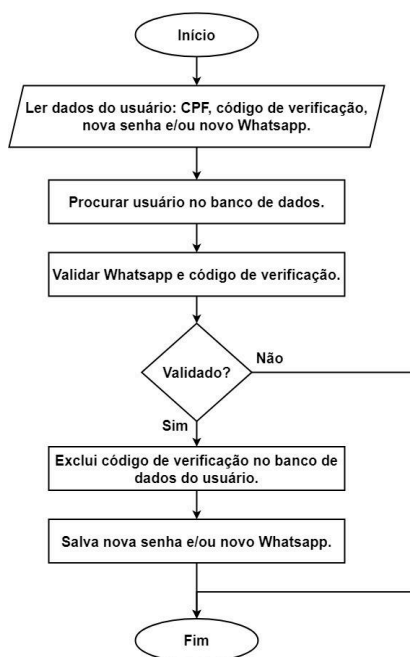 Início
Ler dados do usuário: CPF, código de verificação,
nova senha e/ou novo Whatsapp.
Procurar usuário no banco de dados.
Validar Whatsapp e código de verificação.
Validado?
Não
Sim
Exclui código de verificação no banco de
dados do usuário.
Salva nova senha e/ou novo Whatsapp.
Fim